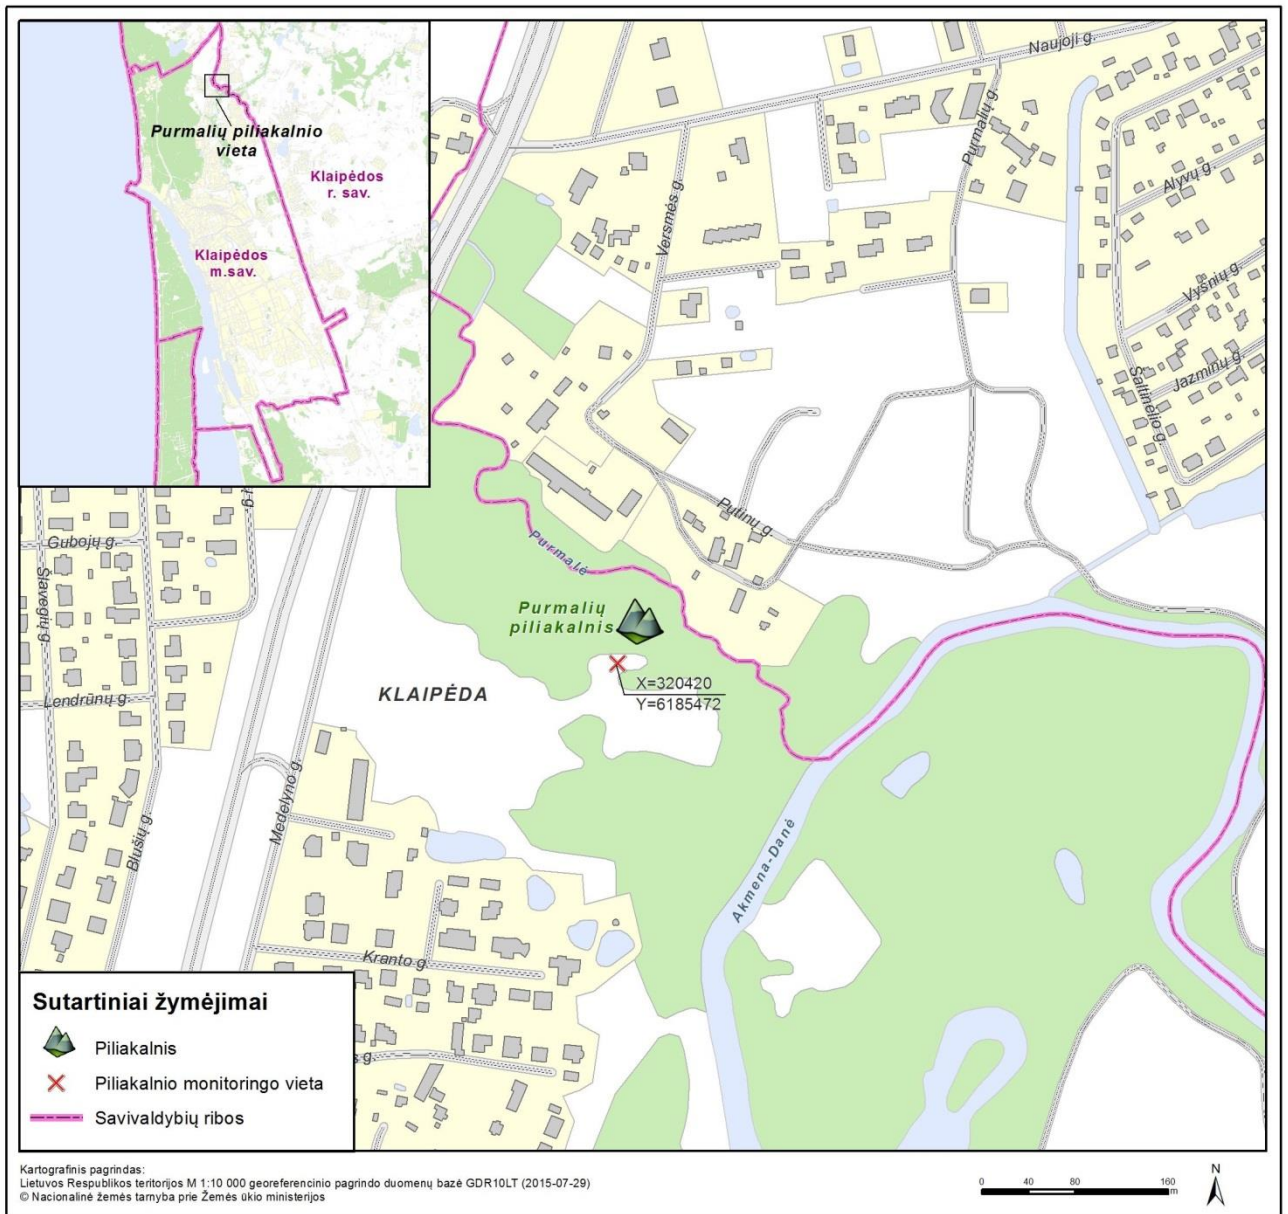 Purmalių piliakalnio
vieta
Klaipėdos
r. sav.
Klaipėdos
m.sav.
Naujoji g.
Purmalių g.
Versmės g.
Alyvų g.
Vyšnių g.
Jazminų g.
Šaltinėlio g.
Putinų g.
Purmalė
Gubojų g.
Slavegių g.
Purmalių
piliakalnis
X=320420
Y=6185472
KLAIPĖDA
Lendrūnų g.
Medelyno g.
Blušių g.
Akmena-Danė
Kranto g.
Sutartiniai žymėjimai
Piliakalnis
Piliakalnio monitoringo vieta
Savivaldybių ribos
Kartografinis pagrindas:
Lietuvos Respublikos teritorijos M 1:10 000 georeferencinio pagrindo duomenų bazė GDR10LT (2015-07-29)
© Nacionalinė žemės tarnyba prie Žemės ūkio ministerijos
0 40 80 160
m
N